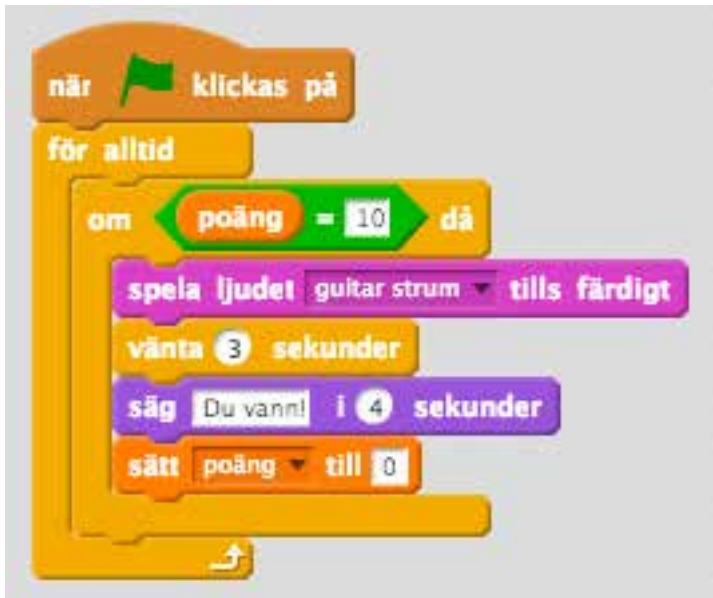 när klickas på
för alltid
om poäng = 10 då
spela ljudet guitar strum tills färdigt
vänta 3 sekunder
säg Du vann! i 4 sekunder
sätt poäng till 0